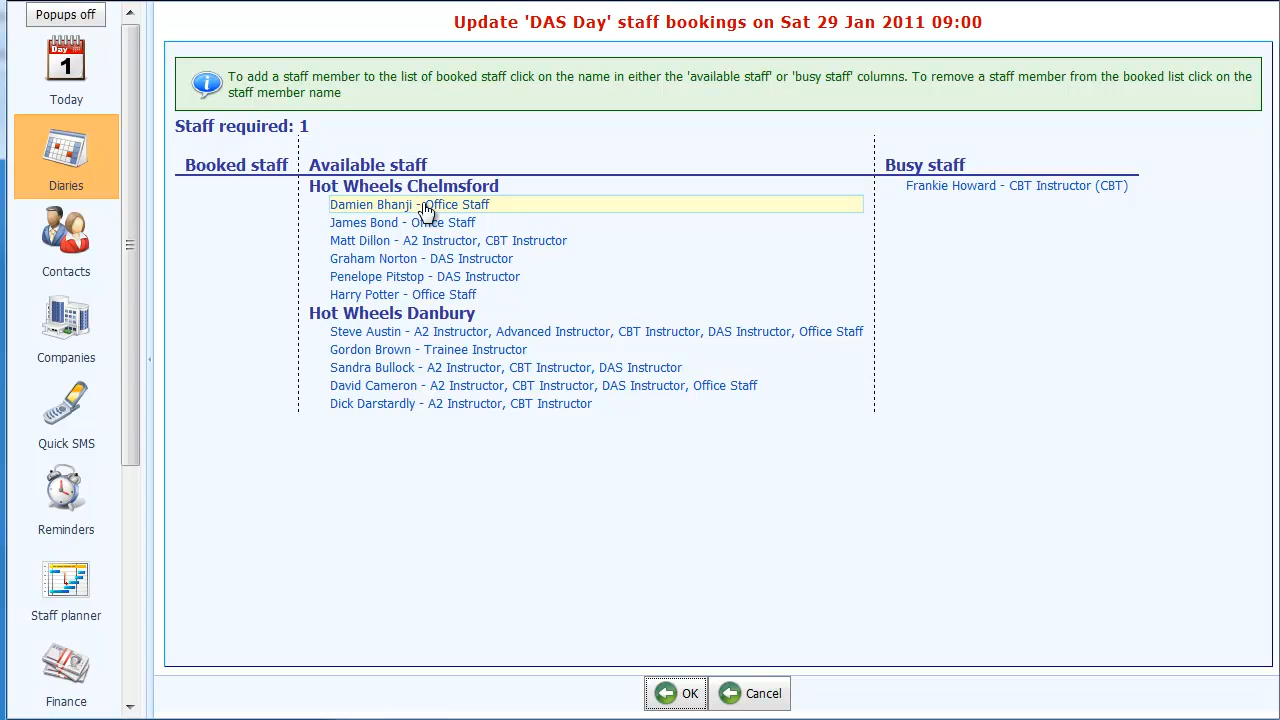 Popups off
Today
Diaries
Contacts
Companies
Quick SMS
Reminders
Staff planner
Finance
Update 'DAS Day' staff bookings on Sat 29 Jan 2011 09:00
To add a staff member to the list of booked staff click on the name in either the 'available staff' or 'busy staff' columns. To remove a staff member from the booked list click on the
staff member name
Staff required: 1
Booked staff
Available staff
Hot Wheels Chelmsford
Damien Bhanji - Office Staff
James Bond - Office Staff
Matt Dillon - A2 Instructor, CBT Instructor
Graham Norton - DAS Instructor
Penelope Pitstop - DAS Instructor
Harry Potter - Office Staff
Hot Wheels Danbury
Steve Austin - A2 Instructor, Advanced Instructor, CBT Instructor, DAS Instructor, Office Staff
Gordon Brown - Trainee Instructor
Sandra Bullock - A2 Instructor, CBT Instructor, DAS Instructor
David Cameron - A2 Instructor, CBT Instructor, DAS Instructor, Office Staff
Dick Darstardly - A2 Instructor, CBT Instructor
Busy staff
Frankie Howard - CBT Instructor (CBT)
OK
Cancel
Day
1